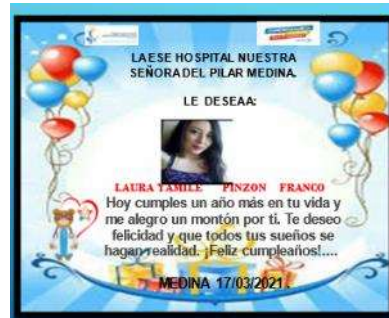 LA ESE HOSPITAL NUESTRA
SEÑORA DEL PILAR MEDINA.
LE DESEAA:
LAURA YAMILE PINZON FRANCO
Hoy cumples un año más en tu vida y
me alegro un montón por ti. Te deseo
felicidad y que todos tus sueños se
hagan realidad. ¡Feliz cumpleaños!....
MEDINA 17/03/2021.